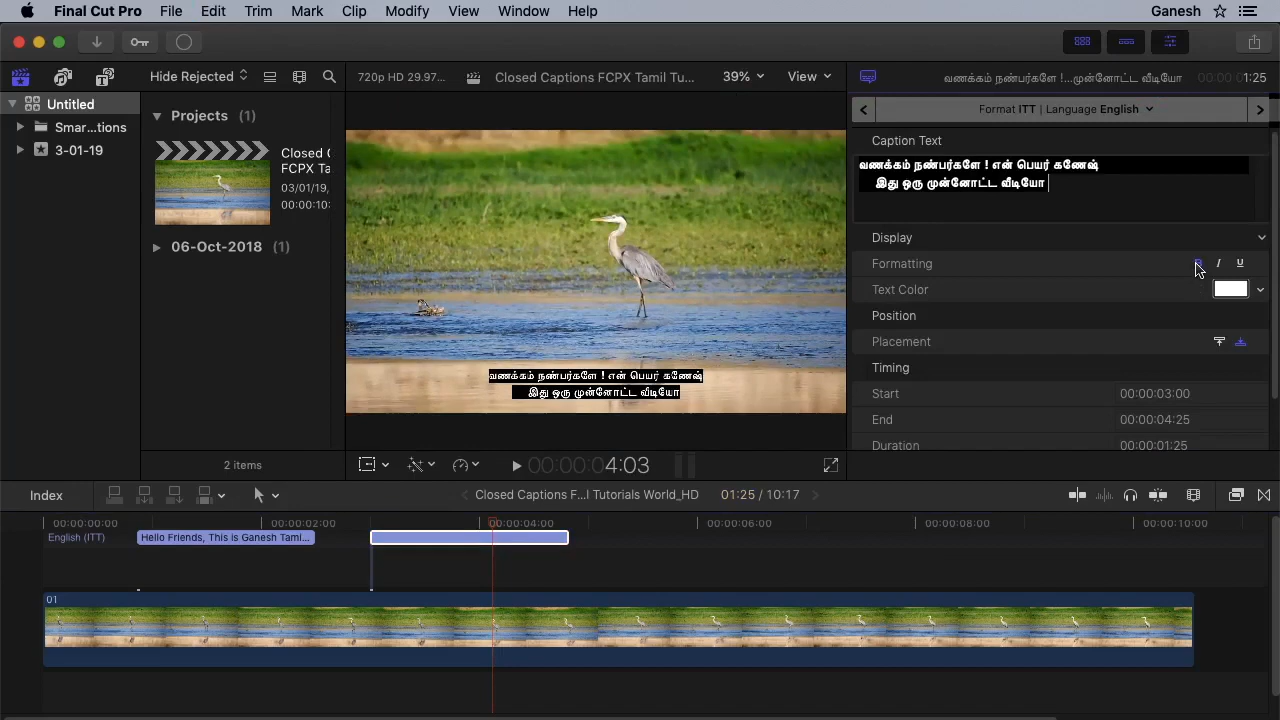 Final Cut Pro File Edit Trim Mark Clip Modify View Window Help Ganesh
Hide Rejected 720p HD 29.97... Closed Captions FCPX Tamil Tu... 39% View வணக்கம் நண்பர்களே !...முன்னோட்ட வீடியோ 00:00:01:25
Untitled
Smar...tions
3-01-19
Projects (1)
Closed C
FCPX Ta
03/01/19,
00:00:10:
06-Oct-2018 (1)
2 items
வணக்கம் நண்பர்களே ! என் பெயர் கணேஷ்
இது ஒரு முன்னோட்ட வீடியோ
00:00:00:4:03
Format ITT | Language English
Caption Text
வணக்கம் நண்பர்களே ! என் பெயர் கணேஷ்
இது ஒரு முன்னோட்ட வீடியோ
Display
Formatting B I U
Text Color
Position
Placement
Timing
Start 00:00:03:00
End 00:00:04:25
Duration 00:00:01:25
Index Closed Captions F...l Tutorials World_HD 01:25 / 10:17
00:00:00:00 00:00:02:00 00:00:04:00 00:00:06:00 00:00:08:00 00:00:10:00
English (ITT) Hello Friends, This is Ganesh Taml...
01